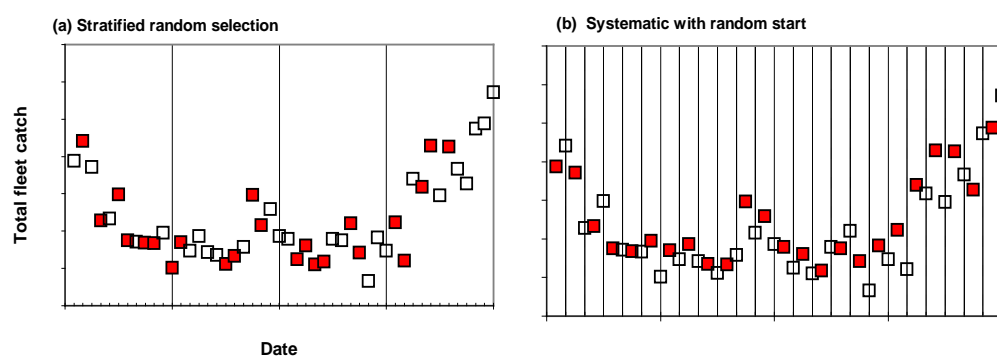 (a) Stratified random selection
(b) Systematic with random start
Total fleet catch
Date